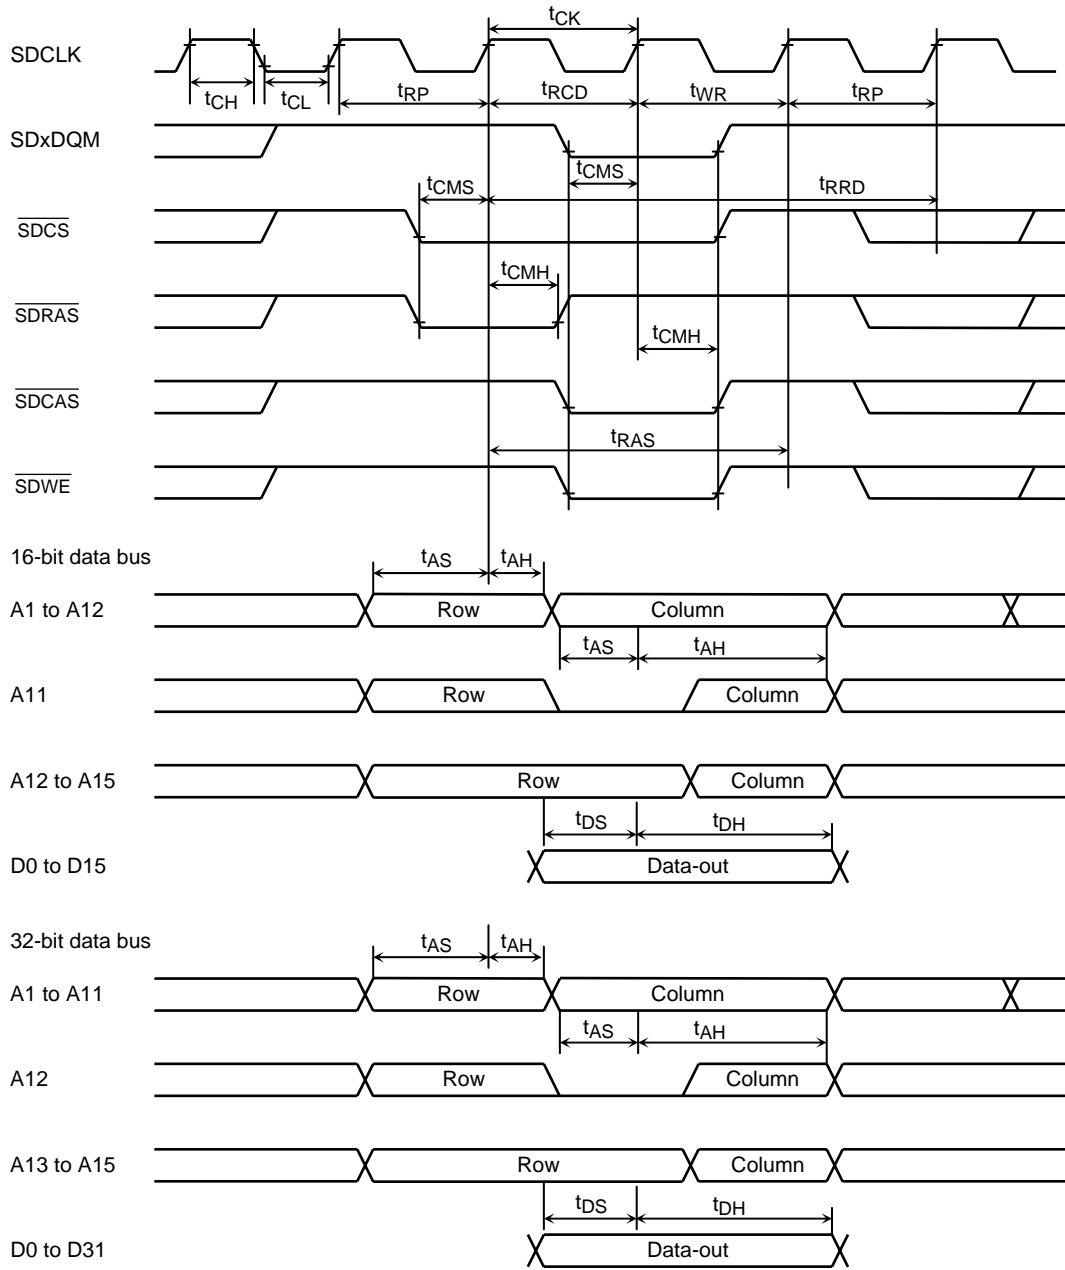 tCK
SDCLK
tCH tCL tRP tRCD tWR tRP
SDxDQM
tCMS tCMS tRRD
SDCS
tCMH
SDRAS
tCMH
SDCAS
tRAS
SDWE
16-bit data bus tAS tAH
A1 to A12 Row Column
tAS tAH
A11 Row Column
A12 to A15 Row Column
tDS tDH
D0 to D15 Data-out
32-bit data bus tAS tAH
A1 to A11 Row Column
tAS tAH
A12 Row Column
A13 to A15 Row Column
tDS tDH
D0 to D31 Data-out